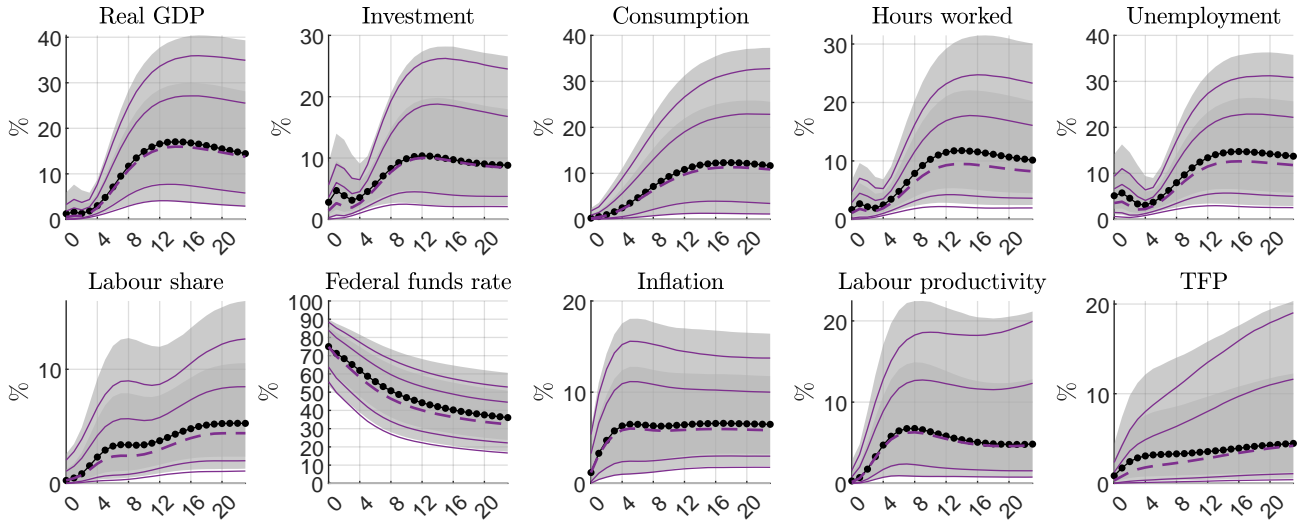 Real GDP
%
40
30
20
10
0
0 4 8 12 16 20
Investment
%
30
20
10
0
0 4 8 12 16 20
Consumption
%
40
30
20
10
0
0 4 8 12 16 20
Hours worked
%
30
20
10
0
0 4 8 12 16 20
Unemployment
%
40
30
20
10
0
0 4 8 12 16 20
Labour share
%
10
0
0 4 8 12 16 20
Federal funds rate
%
100
90
80
70
60
50
40
30
20
10
0
0 4 8 12 16 20
Inflation
%
20
10
0
0 4 8 12 16 20
Labour productivity
%
20
10
0
0 4 8 12 16 20
TFP
%
20
10
0
0 4 8 12 16 20